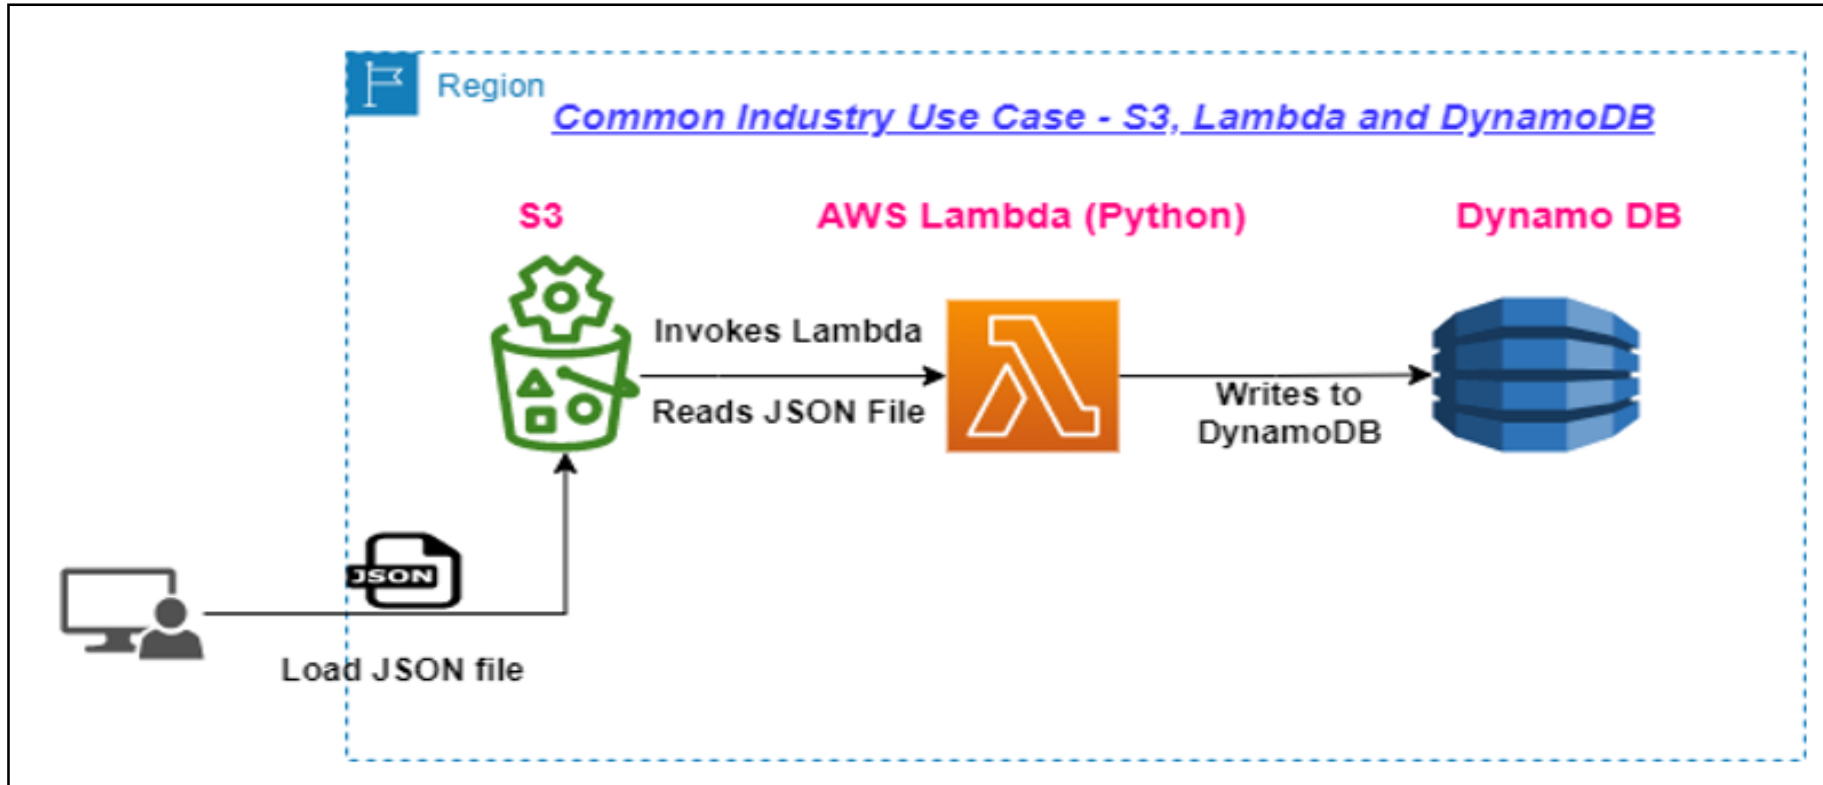 Region
Common Industry Use Case - S3, Lambda and DynamoDB
S3
AWS Lambda (Python)
Dynamo DB
Invokes Lambda
Reads JSON File
Writes to
DynamoDB
JSON
Load JSON file